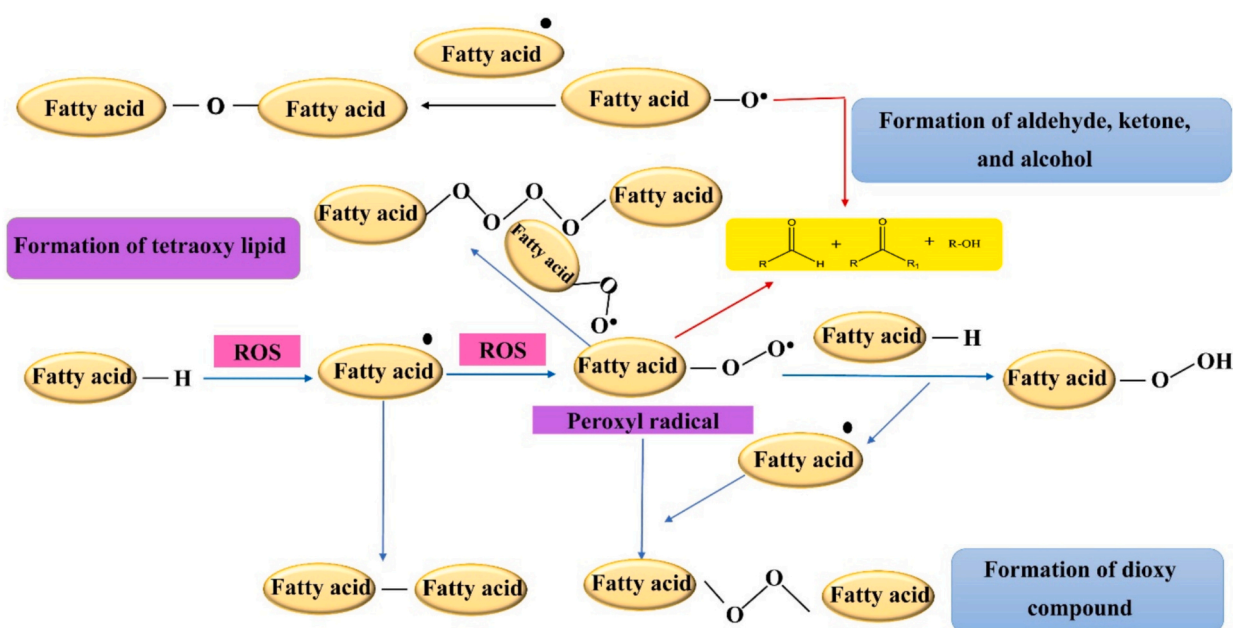 Fatty acid •
Fatty acid — O — Fatty acid
Fatty acid — O•
Formation of aldehyde, ketone,
and alcohol
Fatty acid O O O O Fatty acid
Formation of tetraoxy lipid
Fatty acid O O•
O O
R H + R R1 + R-OH
Fatty acid — H
ROS
Fatty acid •
ROS
Fatty acid — O O•
Fatty acid — H
Fatty acid — O OH
Peroxyl radical
Fatty acid •
Fatty acid — Fatty acid
Fatty acid O O Fatty acid
Formation of dioxy
compound